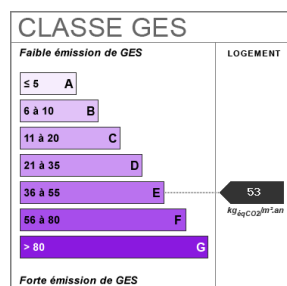 CLASSE GES
Faible émission de GES
LOGEMENT
≤ 5 A
6 à 10 B
11 à 20 C
21 à 35 D
36 à 55 E
53
kgéqCO2/m².an
56 à 80 F
> 80 G
Forte émission de GES